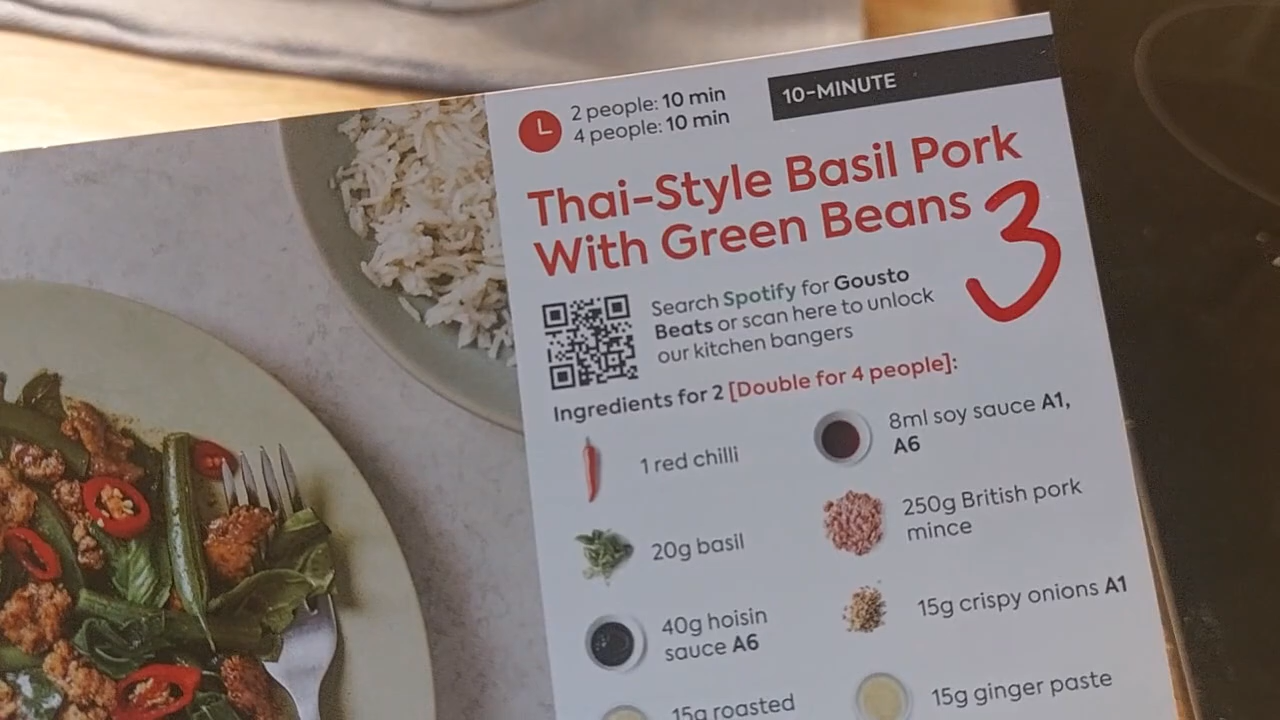 2 people: 10 min
4 people: 10 min
10-MINUTE
Thai-Style Basil Pork
With Green Beans
3
Search Spotify for Gousto
Beats or scan here to unlock
our kitchen bangers
Ingredients for 2 [Double for 4 people]:
1 red chilli
8ml soy sauce A1,
A6
20g basil
250g British pork
mince
40g hoisin
sauce A6
15g crispy onions A1
15g roasted
15g ginger paste